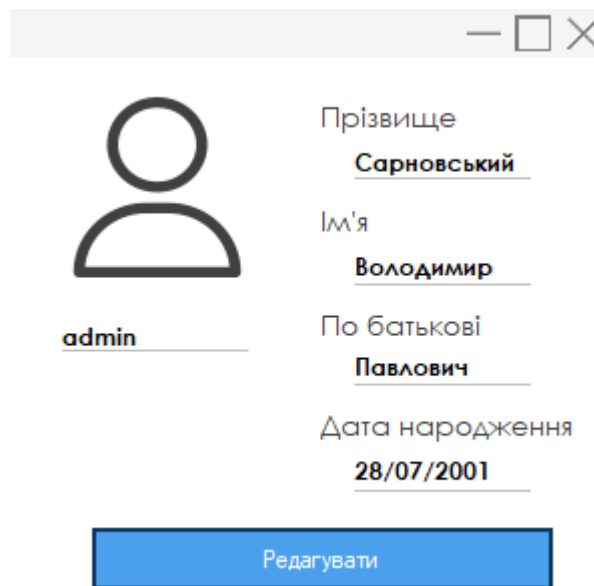 Прізвище
Сарновський
Ім'я
Володимир
admin
По батькові
Павлович
Дата народження
28/07/2001
Редагувати